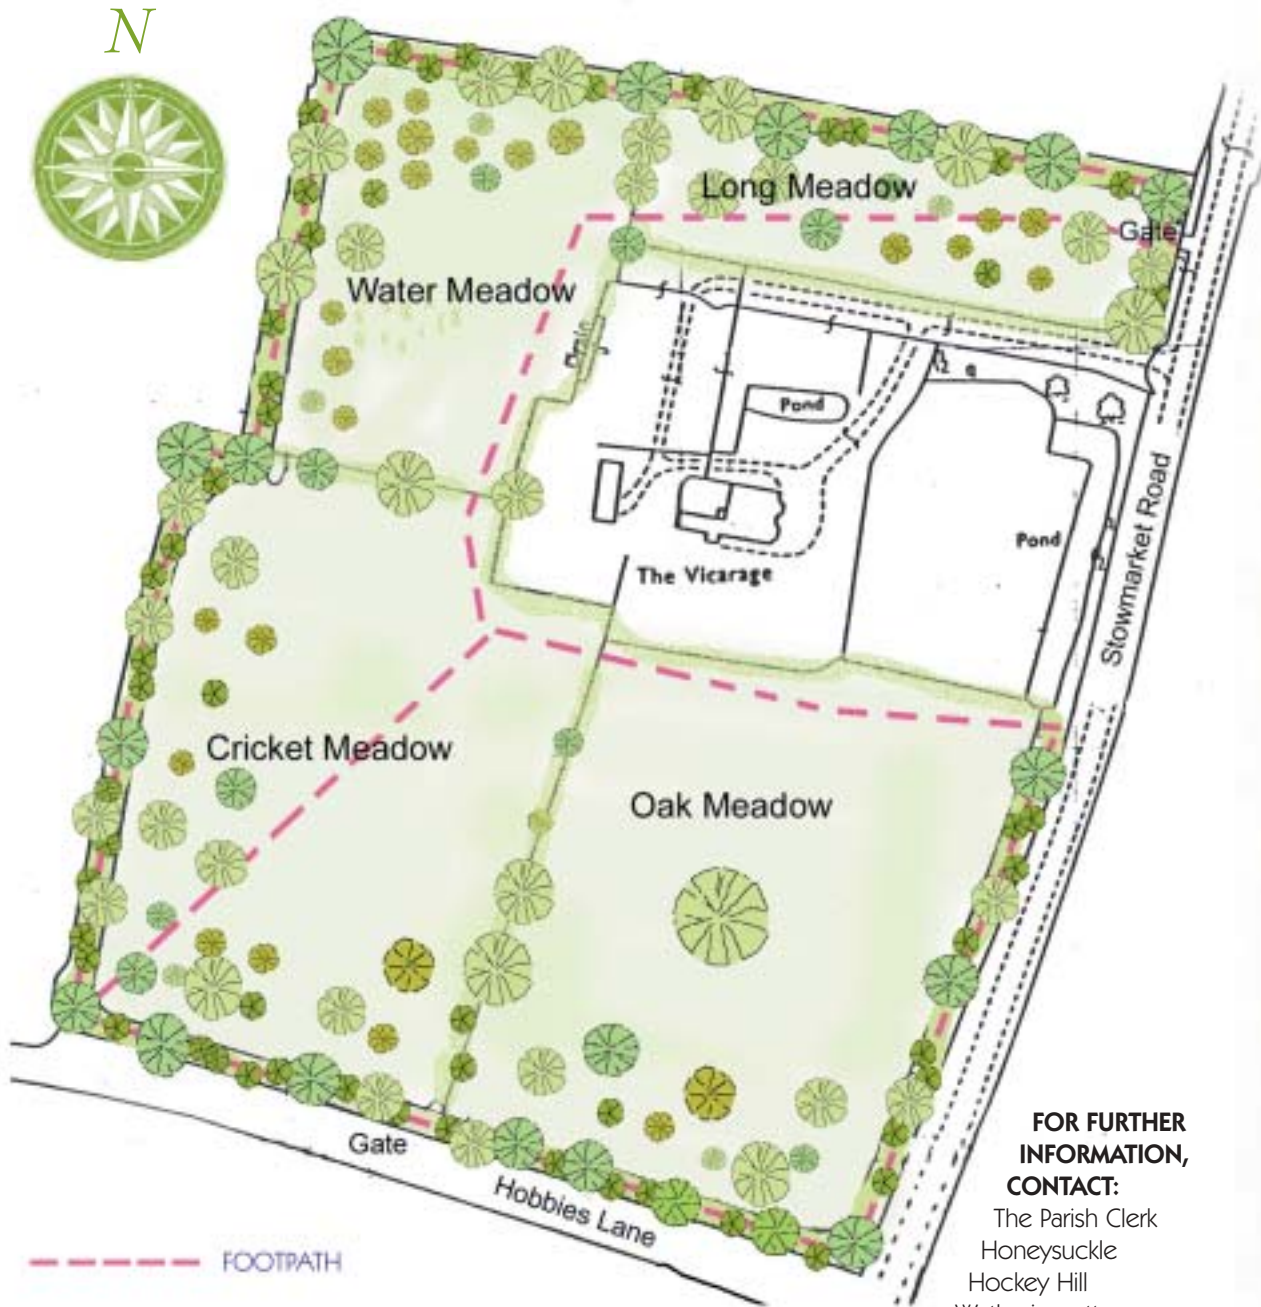 N
Long Meadow
Gate
Water Meadow
Drain
Pond
Pond
The Vicarage
Stowmarket Road
Cricket Meadow
Oak Meadow
Gate
Hobbies Lane
FOOTPATH
FOR FURTHER
INFORMATION,
CONTACT:
The Parish Clerk
Honeysuckle
Hockey Hill